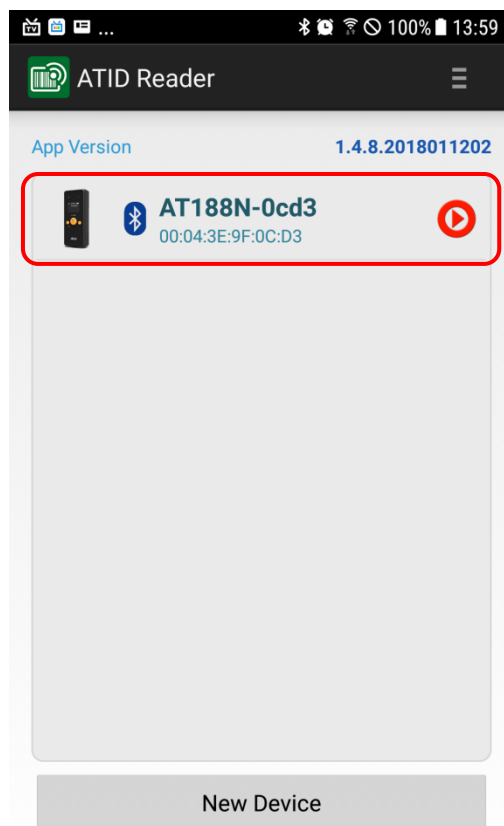 ... 100% 13:59
ATID Reader
App Version 1.4.8.2018011202
AT188N-0cd3
00:04:3E:9F:0C:D3
New Device